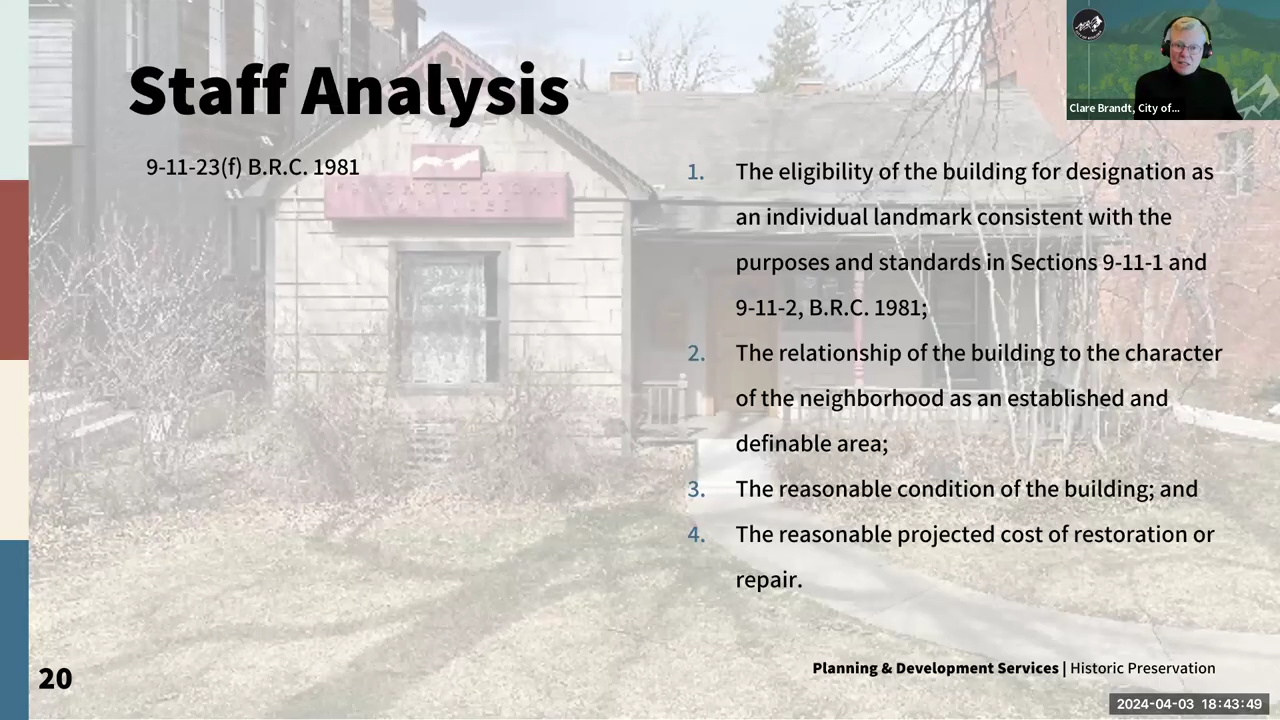 Staff Analysis
9-11-23(f) B.R.C. 1981
1. The eligibility of the building for designation as
an individual landmark consistent with the
purposes and standards in Sections 9-11-1 and
9-11-2, B.R.C. 1981;
2. The relationship of the building to the character
of the neighborhood as an established and
definable area;
3. The reasonable condition of the building; and
4. The reasonable projected cost of restoration or
repair.
Clare Brandt, City of...
20
Planning & Development Services | Historic Preservation
2024-04-03 18:43:49